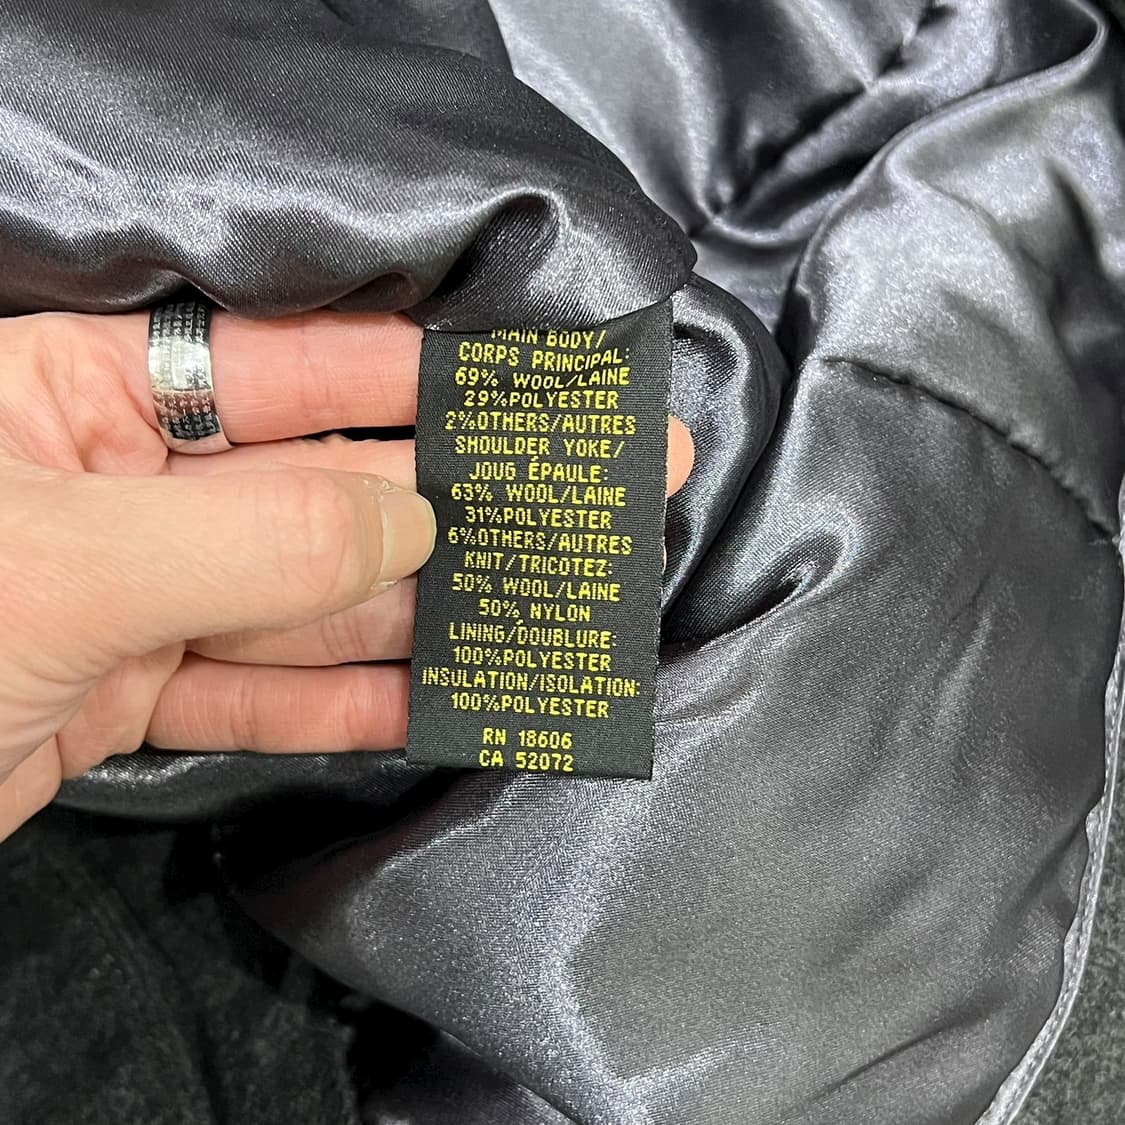 MAIN BODY/
CORPS PRINCIPAL:
69% WOOL/LAINE
29%POLYESTER
2%OTHERS/AUTRES
SHOULDER YOKE/
JOUG ÉPAULE:
63% WOOL/LAINE
31%POLYESTER
6%OTHERS/AUTRES
KNIT/TRICOTEZ:
50% WOOL/LAINE
50% NYLON
LINING/DOUBLURE:
100%POLYESTER
INSULATION/ISOLATION:
100%POLYESTER
RN 18606
CA 52072